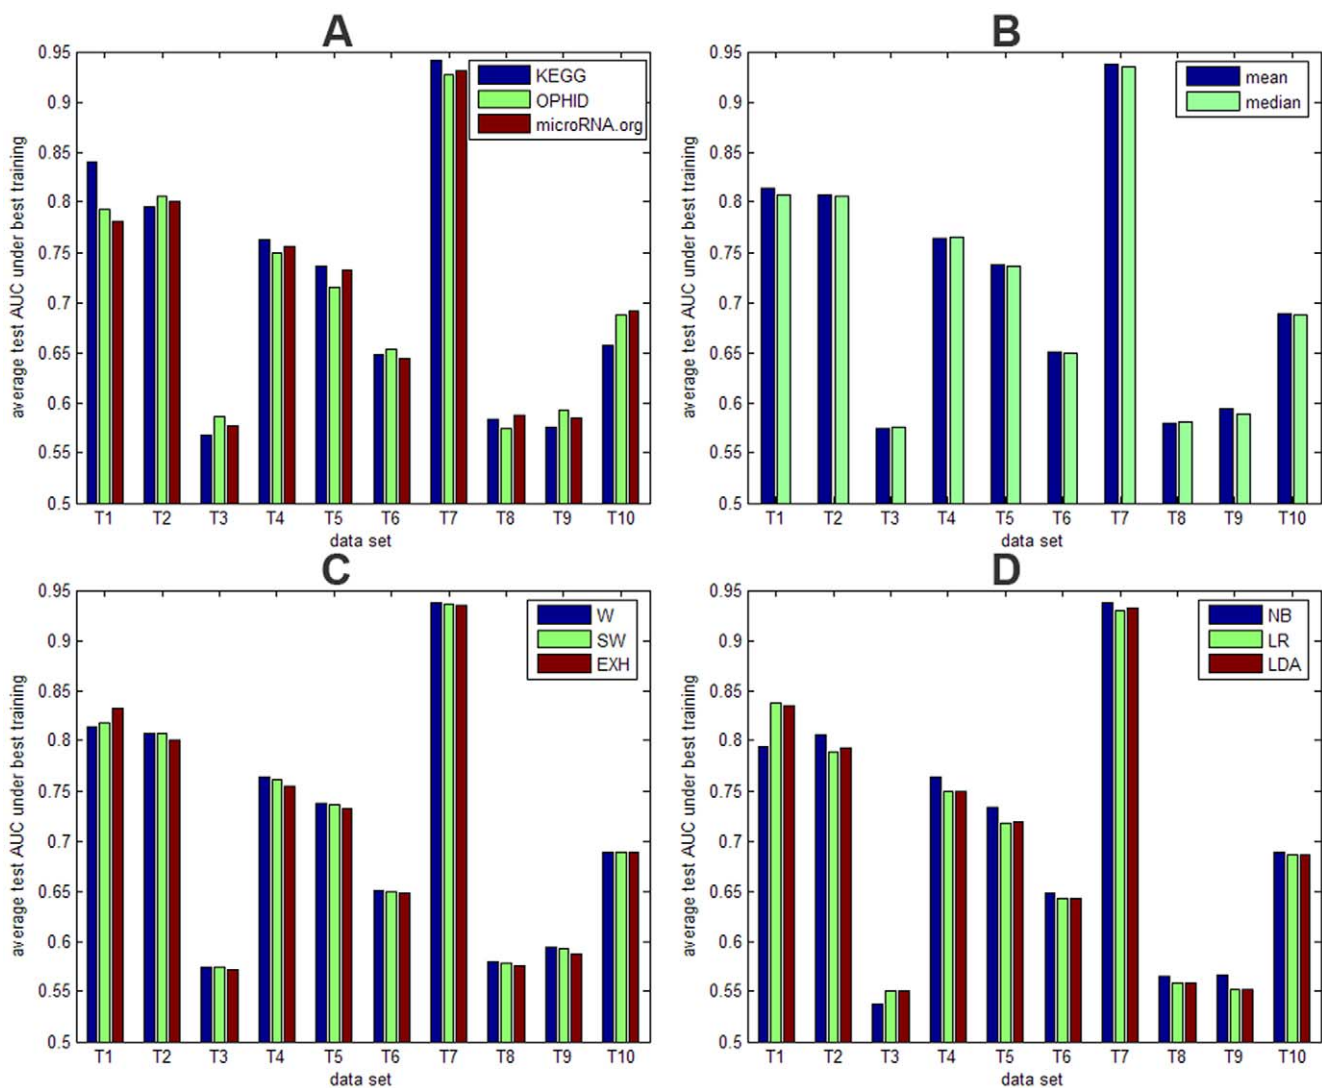 A
0.95
0.9
0.85
0.8
0.75
0.7
0.65
0.6
0.55
0.5
average test AUC under best training
KEGG
OPHID
microRNA.org
T1 T2 T3 T4 T5 T6 T7 T8 T9 T10
data set
B
0.95
0.9
0.85
0.8
0.75
0.7
0.65
0.6
0.55
0.5
average test AUC under best training
mean
median
T1 T2 T3 T4 T5 T6 T7 T8 T9 T10
data set
C
0.95
0.9
0.85
0.8
0.75
0.7
0.65
0.6
0.55
0.5
average test AUC under best training
W
SW
EXH
T1 T2 T3 T4 T5 T6 T7 T8 T9 T10
data set
D
0.95
0.9
0.85
0.8
0.75
0.7
0.65
0.6
0.55
0.5
average test AUC under best training
NB
LR
LDA
T1 T2 T3 T4 T5 T6 T7 T8 T9 T10
data set